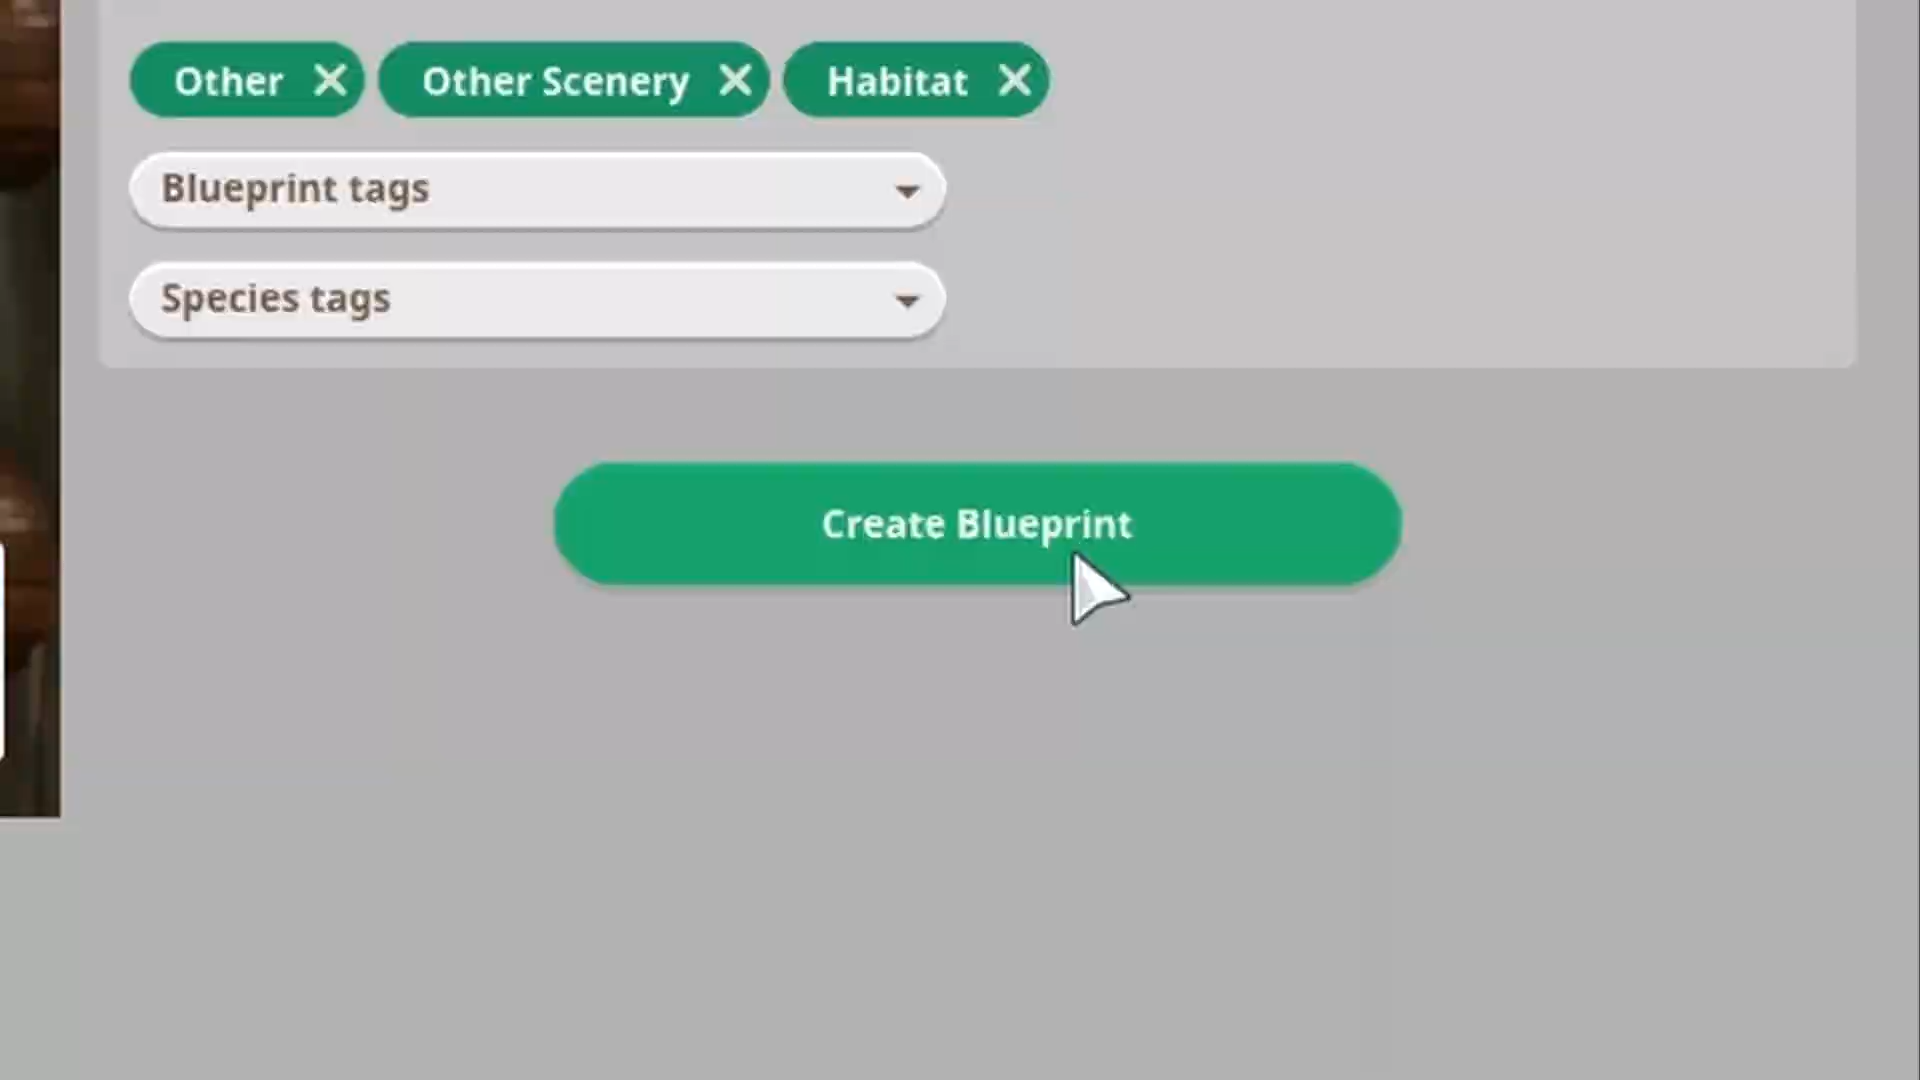 Other Other Scenery Habitat
Blueprint tags
Species tags
Create Blueprint